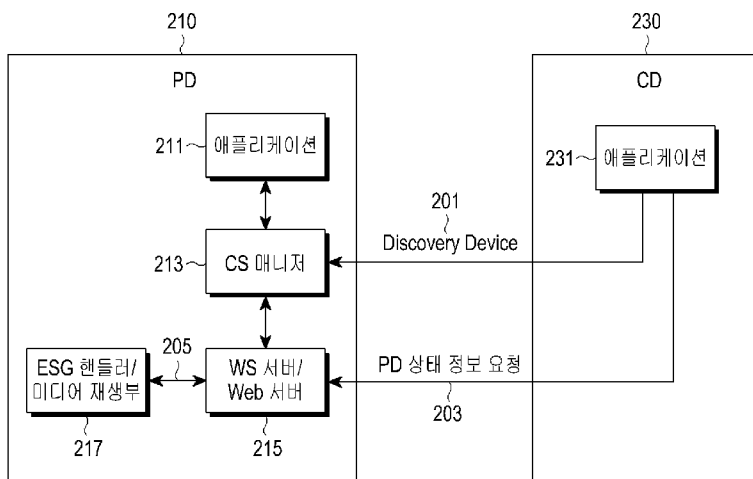 210
PD
230
CD
211
애플리케이션
231
애플리케이션
201
Discovery Device
213
CS 매니저
ESG 핸들러/
미디어 재생부
217
205
WS 서버/
Web 서버
215
PD 상태 정보 요청
203